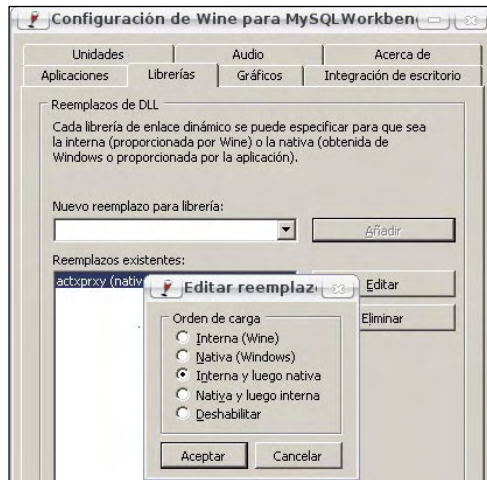 Configuración de Wine para MySQLWorkben
Unidades Audio Acerca de
Aplicaciones Librerías Gráficos Integración de escritorio
Reemplazos de DLL
Cada librería de enlace dinámico se puede especificar para que sea
la interna (proporcionada por Wine) o la nativa (obtenida de
Windows o proporcionada por la aplicación).
Nuevo reemplazo para librería:
Añadir
Reemplazos existentes:
actxprxy (nativ
Editar
Eliminar
Editar reemplaz
Orden de carga
Interna (Wine)
Nativa (Windows)
Interna y luego nativa
Nativa y luego interna
Deshabilitar
Aceptar Cancelar